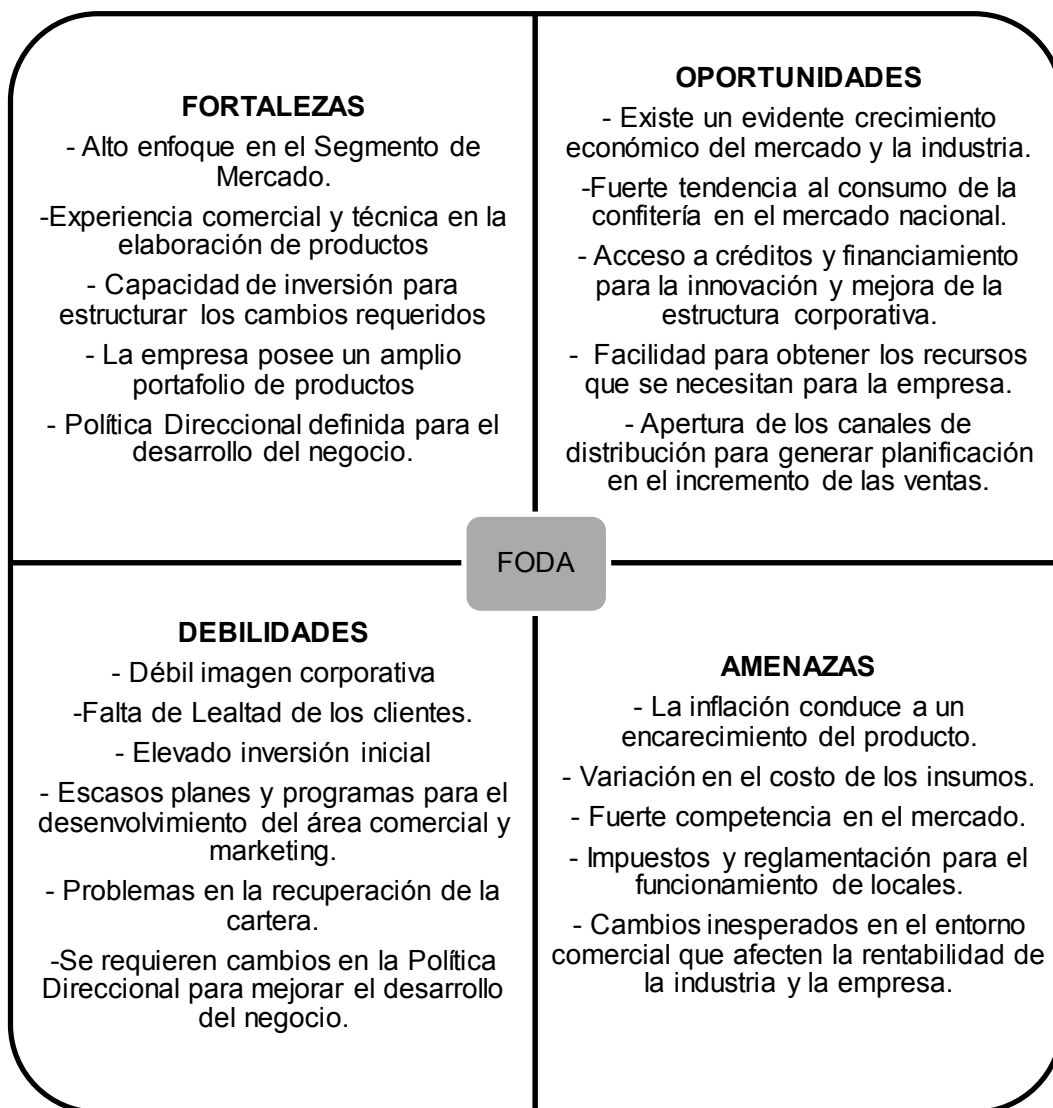 FORTALEZAS
- Alto enfoque en el Segmento de
Mercado.
-Experiencia comercial y técnica en la
elaboración de productos
- Capacidad de inversión para
estructurar los cambios requeridos
- La empresa posee un amplio
portafolio de productos
- Política Direccional definida para el
desarrollo del negocio.
OPORTUNIDADES
- Existe un evidente crecimiento
económico del mercado y la industria.
-Fuerte tendencia al consumo de la
confitería en el mercado nacional.
- Acceso a créditos y financiamiento
para la innovación y mejora de la
estructura corporativa.
- Facilidad para obtener los recursos
que se necesitan para la empresa.
- Apertura de los canales de
distribución para generar planificación
en el incremento de las ventas.
FODA
DEBILIDADES
- Débil imagen corporativa
-Falta de Lealtad de los clientes.
- Elevado inversión inicial
- Escasos planes y programas para el
desenvolvimiento del área comercial y
marketing.
- Problemas en la recuperación de la
cartera.
-Se requieren cambios en la Política
Direccional para mejorar el desarrollo
del negocio.
AMENAZAS
- La inflación conduce a un
encarecimiento del producto.
- Variación en el costo de los insumos.
- Fuerte competencia en el mercado.
- Impuestos y reglamentación para el
funcionamiento de locales.
- Cambios inesperados en el entorno
comercial que afecten la rentabilidad de
la industria y la empresa.